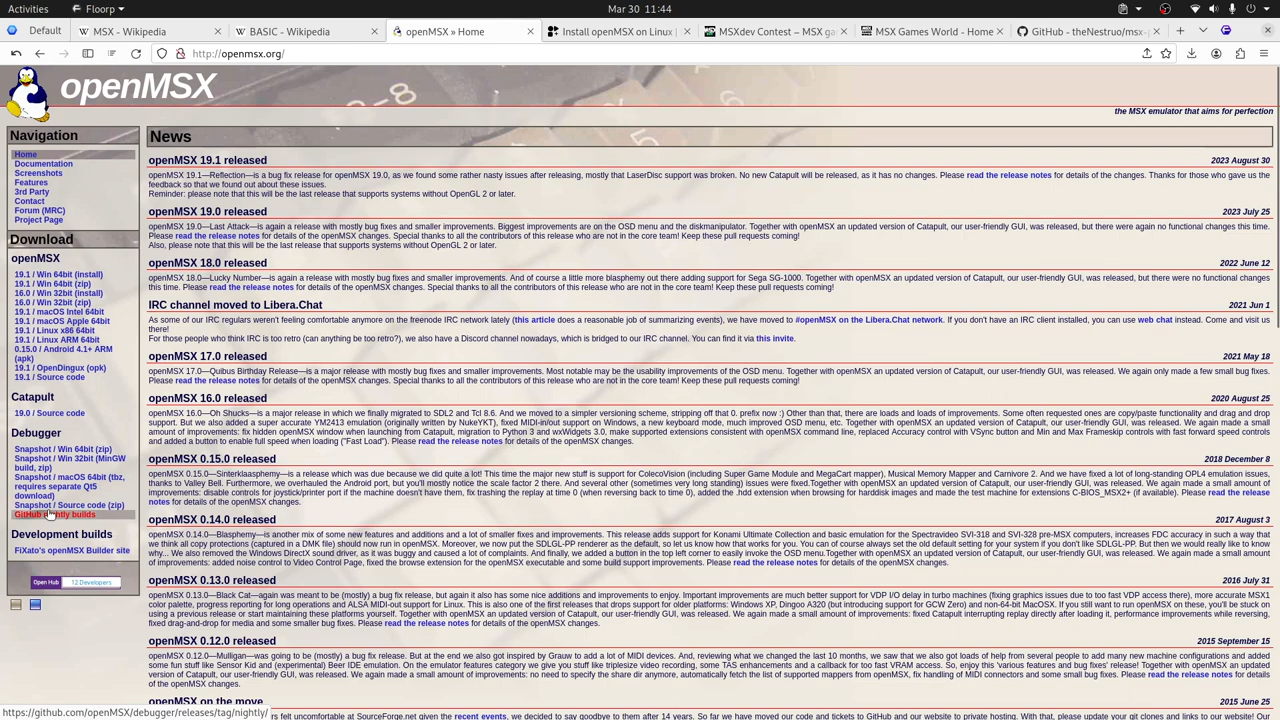 Activities
Floorp
Mar 30 11:44
Default
MSX - Wikipedia
BASIC - Wikipedia
openMSX » Home
Install openMSX on Linux |
MSXdev Contest – MSX ga
MSX Games World - Home
GitHub - theNestruo/msx-
http://openmsx.org/
openMSX
the MSX emulator that aims for perfection
Navigation
Home
Documentation
Screenshots
Features
3rd Party
Contact
Forum (MRC)
Project Page
Download
openMSX
19.1 / Win 64bit (install)
19.1 / Win 64bit (zip)
16.0 / Win 32bit (install)
16.0 / Win 32bit (zip)
19.1 / macOS Intel 64bit
19.1 / macOS Apple 64bit
19.1 / Linux x86 64bit
19.1 / Linux ARM 64bit
0.15.0 / Android 4.1+ ARM
(apk)
19.1 / OpenDingux (opk)
19.1 / Source code
Catapult
19.0 / Source code
Debugger
Snapshot / Win 64bit (zip)
Snapshot / Win 32bit (MinGW
build, zip)
Snapshot / macOS 64bit (tbz,
requires separate Qt5
download)
Snapshot / Source code (zip)
GitHub nightly builds
Development builds
FiXato's openMSX Builder site
Open Hub 12 Developers
News
openMSX 19.1 released 2023 August 30
openMSX 19.1—Reflection—is a bug fix release for openMSX 19.0, as we found some rather nasty issues after releasing, mostly that LaserDisc support was broken. No new Catapult will be released, as it has no changes. Please read the release notes for details of the changes. Thanks for those who gave us the
feedback so that we found out about these issues.
Reminder: please note that this will be the last release that supports systems without OpenGL 2 or later.
openMSX 19.0 released 2023 July 25
openMSX 19.0—Last Attack—is again a release with mostly bug fixes and smaller improvements. Biggest improvements are on the OSD menu and the diskmanipulator. Together with openMSX an updated version of Catapult, our user-friendly GUI, was released, but there were no functional changes this time.
Please read the release notes for details of the openMSX changes. Special thanks to all the contributors of this release who are not in the core team! Keep these pull requests coming!
Also, please note that this will be the last release that supports systems without OpenGL 2 or later.
openMSX 18.0 released 2022 June 12
openMSX 18.0—Lucky Number—is again a release with mostly bug fixes and smaller improvements. And of course a little more blasphemy out there adding support for Sega SG-1000. Together with openMSX an updated version of Catapult, our user-friendly GUI, was released, but there were no functional changes
this time. Please read the release notes for details of the openMSX changes. Special thanks to all the contributors of this release who are not in the core team! Keep these pull requests coming!
IRC channel moved to Libera.Chat 2021 Jun 1
As some of our IRC regulars weren't feeling comfortable anymore on the freenode IRC network lately (this article does a reasonable job of summarizing events), we have moved to #openMSX on the Libera.Chat network. If you don't have an IRC client installed, you can use web chat instead. Come and visit us
there!
For those people who think IRC is too retro (can anything be too retro?), we also have a Discord channel nowadays, which is bridged to our IRC channel. You can find it via this invite.
openMSX 17.0 released 2021 May 18
openMSX 17.0—Quibus Birthday Release—is a major release with mostly bug fixes and smaller improvements. Most notable may be the usability improvements of the OSD menu. Together with openMSX an updated version of Catapult, our user-friendly GUI, was released. We again only made a few small bug fixes.
Please read the release notes for details of the openMSX changes. Special thanks to all the contributors of this release who are not in the core team! Keep these pull requests coming!
openMSX 16.0 released 2020 August 25
openMSX 16.0—Oh Shucks—is a major release in which we finally migrated to SDL2 and Tcl 8.6. And we moved to a simpler versioning scheme, stripping off that 0. prefix now :) Other than that, there are loads and loads of improvements. Some often requested ones are copy/paste functionality and drag and drop
support. But we also added a super accurate YM2413 emulation (originally written by NukeYKT), fixed MIDI-in/out support on Windows, a new keyboard mode, much improved OSD menu, etc. Together with openMSX an updated version of Catapult, our user-friendly GUI, was released. We again made a small
amount of improvements: fix hidden openMSX window when launching from Catapult, migration to Python 3 and wxWidgets 3.0, make supported extensions consistent with openMSX command line, replaced Accuracy control with VSync button and Min and Max Frameskip controls with fast forward speed controls
and added a button to enable full speed when loading ("Fast Load"). Please read the release notes for details of the openMSX changes.
openMSX 0.15.0 released 2018 December 8
openMSX 0.15.0—Sinterklaasphemy—is a release which was due because we did quite a lot! This time the major new stuff is support for ColecoVision (including Super Game Module and MegaCart mapper), Musical Memory Mapper and Carnivore 2. And we have fixed a lot of long-standing OPL4 emulation issues,
thanks to Valley Bell. Furthermore, we overhauled the Android port, but you'll mostly notice the scale factor 2 there. And several other (sometimes very long standing) issues were fixed.Together with openMSX an updated version of Catapult, our user-friendly GUI, was released. We again made a small amount of
improvements: disable controls for joystick/printer port if the machine doesn't have them, fix trashing the replay at time 0 (when reversing back to time 0), added the .hdd extension when browsing for harddisk images and made the test machine for extensions C-BIOS_MSX2+ (if available). Please read the release
notes for details of the openMSX changes.
openMSX 0.14.0 released 2017 August 3
openMSX 0.14.0—Blasphemy—is another mix of some new features and additions and a lot of smaller fixes and improvements. This release adds support for Konami Ultimate Collection and basic emulation for the Spectravideo SVI-318 and SVI-328 pre-MSX computers, increases FDC accuracy in such a way that
we think all copy protections (captured in a DMK file) should now run in openMSX. Moreover, we now put the SDLGL-PP renderer as the default, so let us know how that works for you. You can of course always set the old default setting for your system if you don't like SDLGL-PP. But then we would really like to know
why... We also removed the Windows DirectX sound driver, as it was buggy and caused a lot of complaints. And finally, we added a button in the top left corner to easily invoke the OSD menu.Together with openMSX an updated version of Catapult, our user-friendly GUI, was released. We again made a small amount
of improvements: added noise control to Video Control Page, fixed the browse extension for the openMSX executable and some build support improvements. Please read the release notes for details of the openMSX changes.
openMSX 0.13.0 released 2016 July 31
openMSX 0.13.0—Black Cat—again was meant to be (mostly) a bug fix release, but again it also has some nice additions and improvements. Important improvements are much better support for VDP I/O delay in turbo machines (fixing graphics issues due to too fast VDP access there), more accurate MSX1
color palette, progress reporting for long operations and ALSA MIDI-out support for Linux. This is also one of the first releases that drops support for older platforms: Windows XP, Dingoo A320 (but introducing support for GCW Zero) and non-64-bit MacOSX. If you still want to run openMSX on these, you'll be stuck on
using a previous release or start maintaining these platforms yourself. Together with openMSX an updated version of Catapult, our user-friendly GUI, was released. We again made a small amount of improvements: fixed Catapult interrupting replay directly after loading it, performance improvements while reversing,
fixed drag-and-drop for media and some smaller bug fixes. Please read the release notes for details of the openMSX changes.
openMSX 0.12.0 released 2015 September 15
openMSX 0.12.0—Mulligan—was going to be (mostly) a bug fix release. But at the end we also got inspired by Grauw to add a lot of MIDI devices. And, reviewing what we changed the last 10 months, we saw that we also got loads of help from several people to add many new machine configurations and added
some fun stuff like Sensor Kid and (experimental) Beer IDE emulation. On the emulator features category we give you stuff like triplesize video recording, some TAS enhancements and a callback for too fast VRAM access. So, enjoy this 'various features and bug fixes' release! Together with openMSX an updated
version of Catapult, our user-friendly GUI, was released. We again made a small amount of improvements: no need to specify the share dir anymore, automatically fetch the list of supported mappers from openMSX, fix handling of MIDI connectors and some small bug fixes. Please read the release notes for details
of the openMSX changes.
openMSX on the move 2015 June 25
rs felt uncomfortable at SourceForge.net given the recent events, we decided to say goodbye to them after 14 years. So far we have moved our code and tickets to GitHub and our website to private hosting. With that, please update your git clones and links to our website! Our
https://github.com/openMSX/debugger/releases/tag/nightly/